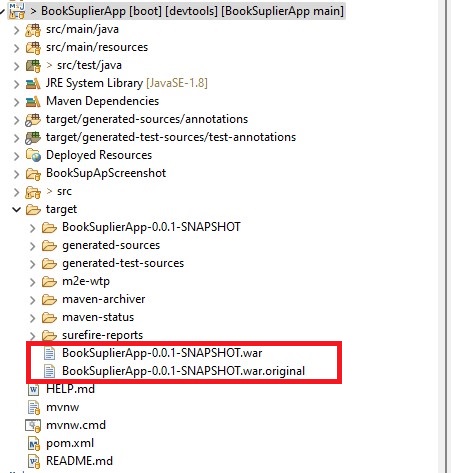 > BookSuplierApp [boot] [devtools] [BookSuplierApp main]
src/main/java
src/main/resources
> src/test/java
JRE System Library [JavaSE-1.8]
Maven Dependencies
target/generated-sources/annotations
target/generated-test-sources/test-annotations
Deployed Resources
BookSupApScreenshot
> src
target
BookSuplierApp-0.0.1-SNAPSHOT
generated-sources
generated-test-sources
m2e-wtp
maven-archiver
maven-status
surefire-reports
BookSuplierApp-0.0.1-SNAPSHOT.war
BookSuplierApp-0.0.1-SNAPSHOT.war.original
HELP.md
mvnw
mvnw.cmd
pom.xml
README.md